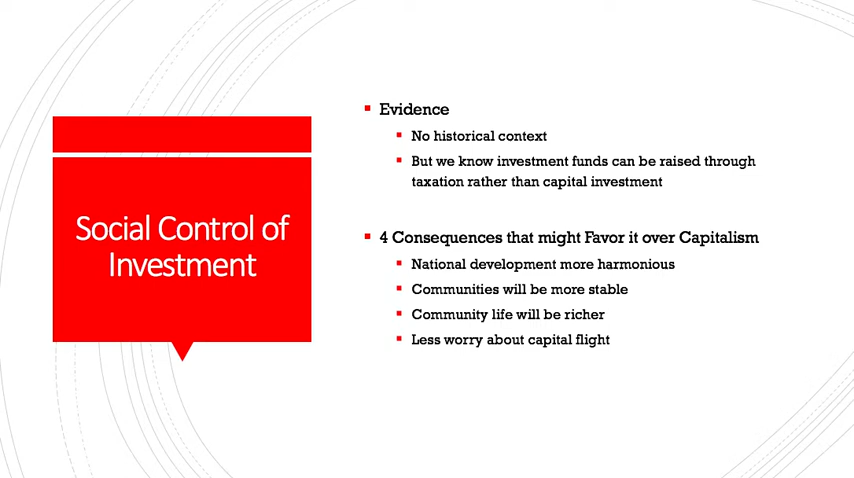 Social Control of
Investment
Evidence
No historical context
But we know investment funds can be raised through
taxation rather than capital investment
4 Consequences that might Favor it over Capitalism
National development more harmonious
Communities will be more stable
Community life will be richer
Less worry about capital flight